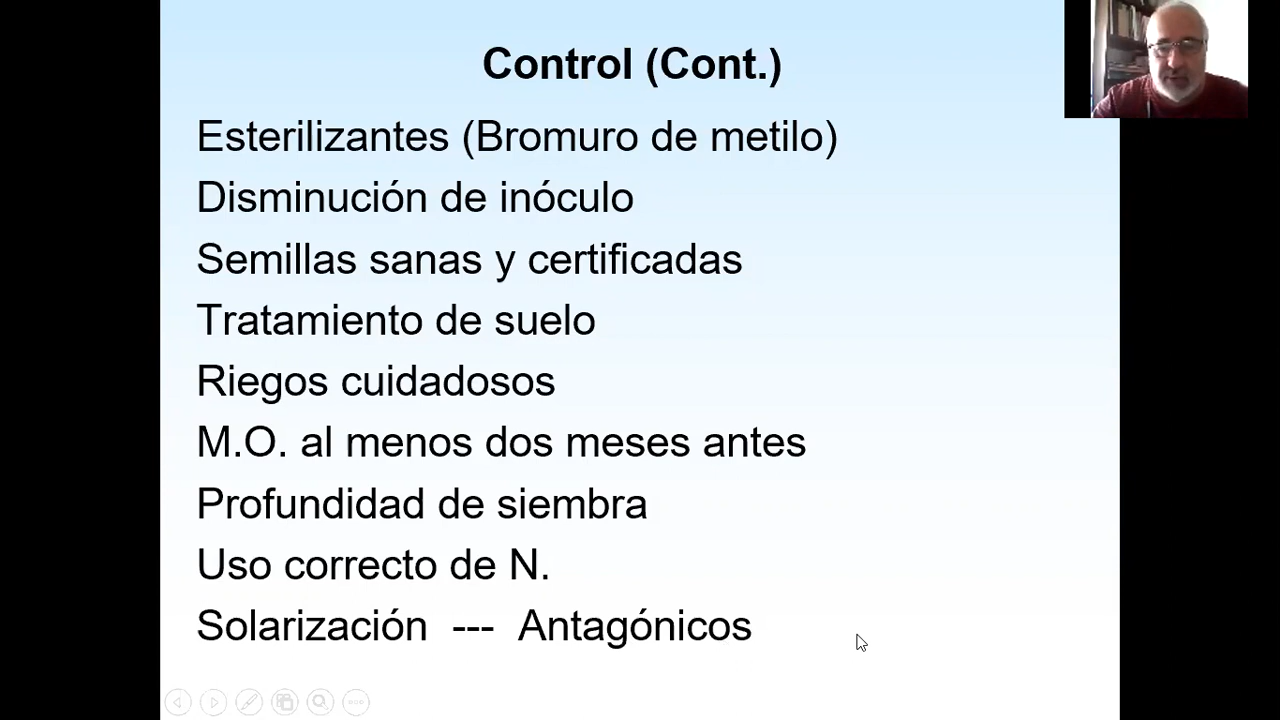 Control (Cont.)
Esterilizantes (Bromuro de metilo)
Disminución de inóculo
Semillas sanas y certificadas
Tratamiento de suelo
Riegos cuidadosos
M.O. al menos dos meses antes
Profundidad de siembra
Uso correcto de N.
Solarización --- Antagónicos